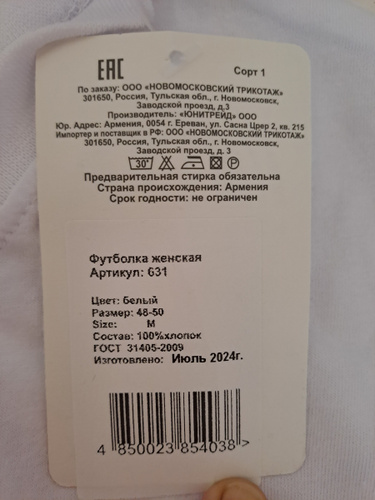 ЕАС
Сорт 1
По заказу: ООО «НОВОМОСКОВСКИЙ ТРИКОТАЖ»
301650, Россия, Тульская обл., г. Новомосковск,
Заводской проезд, д.3
Производитель: «ЮНИТРЕЙД» ООО
Юр. Адрес: Армения, 0054 г. Ереван, ул. Сасна Црер 2, кв. 215
Импортер и поставщик в РФ: ООО «НОВОМОСКОВСКИЙ ТРИКОТАЖ»
301650, Россия, Тульская обл., г. Новомосковск,
Заводской проезд, д. 3
30°
Предварительная стирка обязательна
Страна происхождения: Армения
Срок годности: не ограничен
Футболка женская
Артикул: 631
Цвет: белый
Размер: 48-50
Size: M
Состав: 100%хлопок
ГОСТ 31405-2009
Изготовлено: Июль 2024г.
4 850023 854038 >